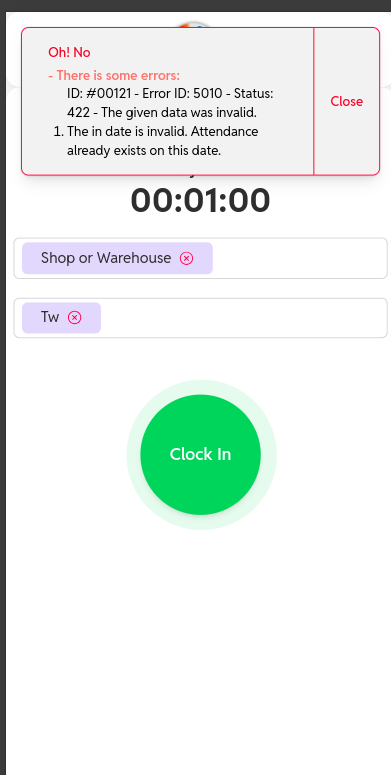 Oh! No
- There is some errors:
ID: #00121 - Error ID: 5010 - Status:
422 - The given data was invalid.
1. The in date is invalid. Attendance
already exists on this date.
Close
00:01:00
Shop or Warehouse
Tw
Clock In